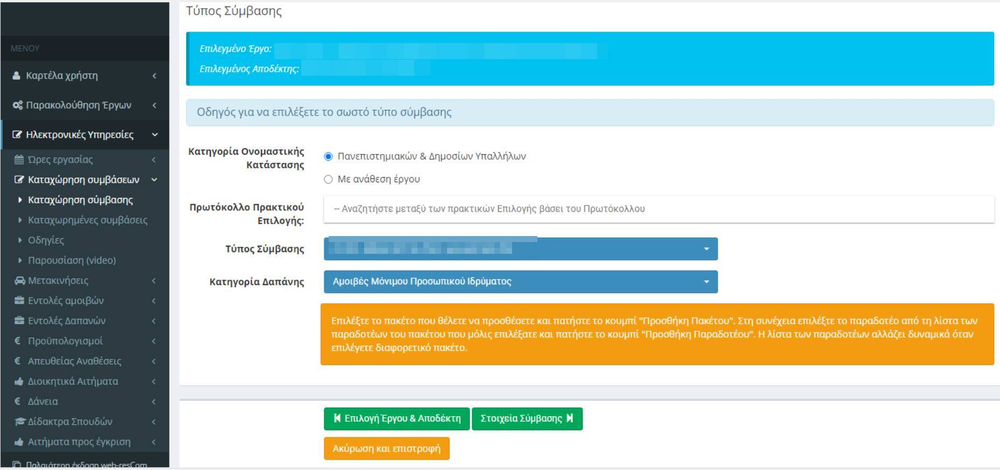 ΜΕΝΟΥ
Καρτέλα χρήστη
Παρακολούθηση Έργων
Ηλεκτρονικές Υπηρεσίες
Ώρες εργασίας
Καταχώρηση συμβάσεων
Καταχώρηση σύμβασης
Καταχωρημένες συμβάσεις
Οδηγίες
Παρουσίαση (video)
Μετακινήσεις
Εντολές αμοιβών
Εντολές Δαπανών
€ Προϋπολογισμοί
€ Απευθείας Αναθέσεις
Διοικητικά Αιτήματα
€ Δάνεια
Δίδακτρα Σπουδών
Αιτήματα προς έγκριση
Παλαιότερη έκδοση web-resCom
Τύπος Σύμβασης
Επιλεγμένο Έργο:
Επιλεγμένος Αποδέκτης:
Οδηγός για να επιλέξετε το σωστό τύπο σύμβασης
Κατηγορία Ονομαστικής
Κατάστασης
Πανεπιστημιακών & Δημοσίων Υπαλλήλων
Με ανάθεση έργου
Πρωτόκολλο Πρακτικού
Επιλογής:
-- Αναζητήστε μεταξύ των πρακτικών Επιλογής βάσει του Πρωτόκολλου
Τύπος Σύμβασης
Κατηγορία Δαπάνης
Αμοιβές Μόνιμου Προσωπικού Ιδρύματος
Επιλέξτε το πακέτο που θέλετε να προσθέσετε και πατήστε το κουμπί "Προσθήκη Πακέτου". Στη συνέχεια επιλέξτε το παραδοτέο από τη λίστα των
παραδοτέων του πακέτου που μόλις επιλέξατε και πατήστε το κουμπί "Προσθήκη Παραδοτέου". Η λίστα των παραδοτέων αλλάζει δυναμικά όταν
επιλέγετε διαφορετικό πακέτο.
Επιλογή Έργου & Αποδέκτη
Στοιχεία Σύμβασης
Ακύρωση και επιστροφή